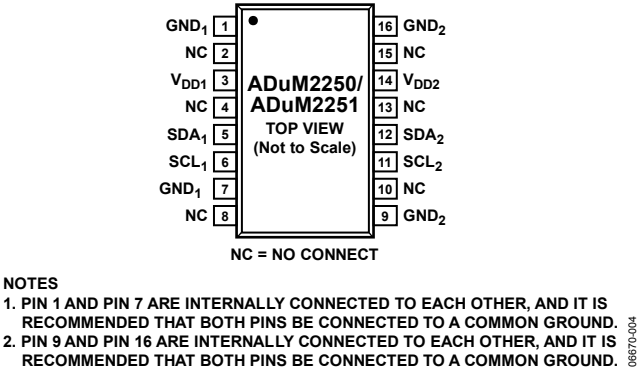 GND1 1 16 GND2
NC 2 15 NC
VDD1 3 14 VDD2
NC 4 13 NC
SDA1 5 12 SDA2
SCL1 6 11 SCL2
GND1 7 10 NC
NC 8 9 GND2
ADuM2250/
ADuM2251
TOP VIEW
(Not to Scale)
NC = NO CONNECT
NOTES
1. PIN 1 AND PIN 7 ARE INTERNALLY CONNECTED TO EACH OTHER, AND IT IS
RECOMMENDED THAT BOTH PINS BE CONNECTED TO A COMMON GROUND.
2. PIN 9 AND PIN 16 ARE INTERNALLY CONNECTED TO EACH OTHER, AND IT IS
RECOMMENDED THAT BOTH PINS BE CONNECTED TO A COMMON GROUND.
06670-004